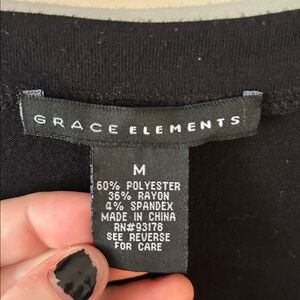 GRACE ELEMENTS
M
60% POLYESTER
36% RAYON
4% SPANDEX
MADE IN CHINA
RN#93178
SEE REVERSE
FOR CARE